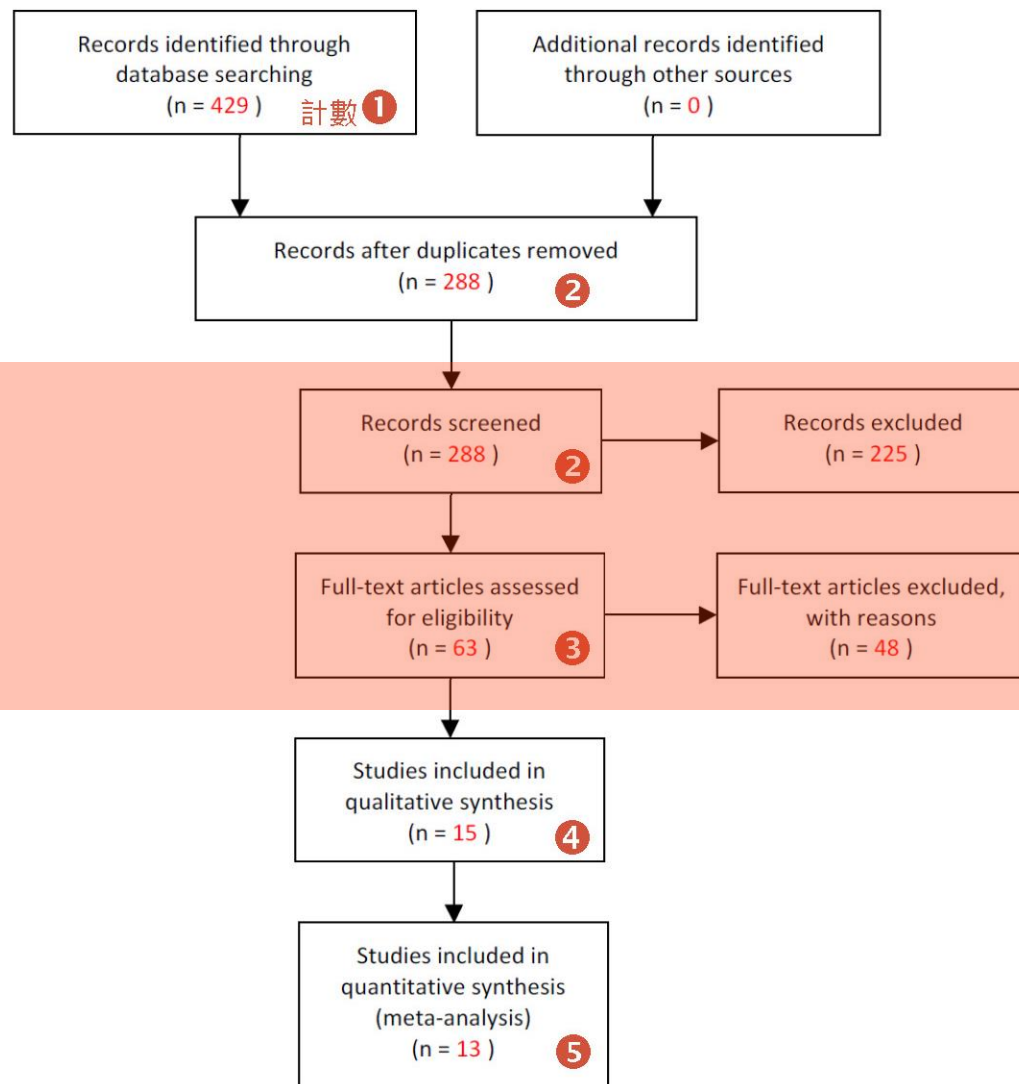 Records identified through
database searching
(n = 429 )
計數 1
Additional records identified
through other sources
(n = 0 )
Records after duplicates removed
(n = 288 )
2
Records screened
(n = 288 )
2
Records excluded
(n = 225 )
Full-text articles assessed
for eligibility
(n = 63 )
3
Full-text articles excluded,
with reasons
(n = 48 )
Studies included in
qualitative synthesis
(n = 15 )
4
Studies included in
quantitative synthesis
(meta-analysis)
(n = 13 )
5